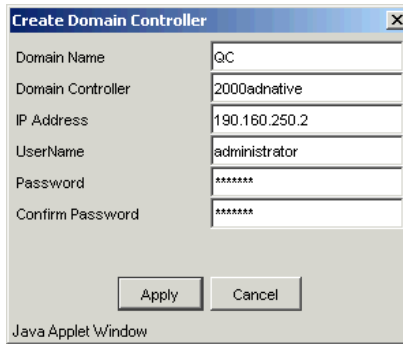 Create Domain Controller
Domain Name QC
Domain Controller 2000adnative
IP Address 190.160.250.2
UserName administrator
Password *******
Confirm Password *******
Apply Cancel
Java Applet Window